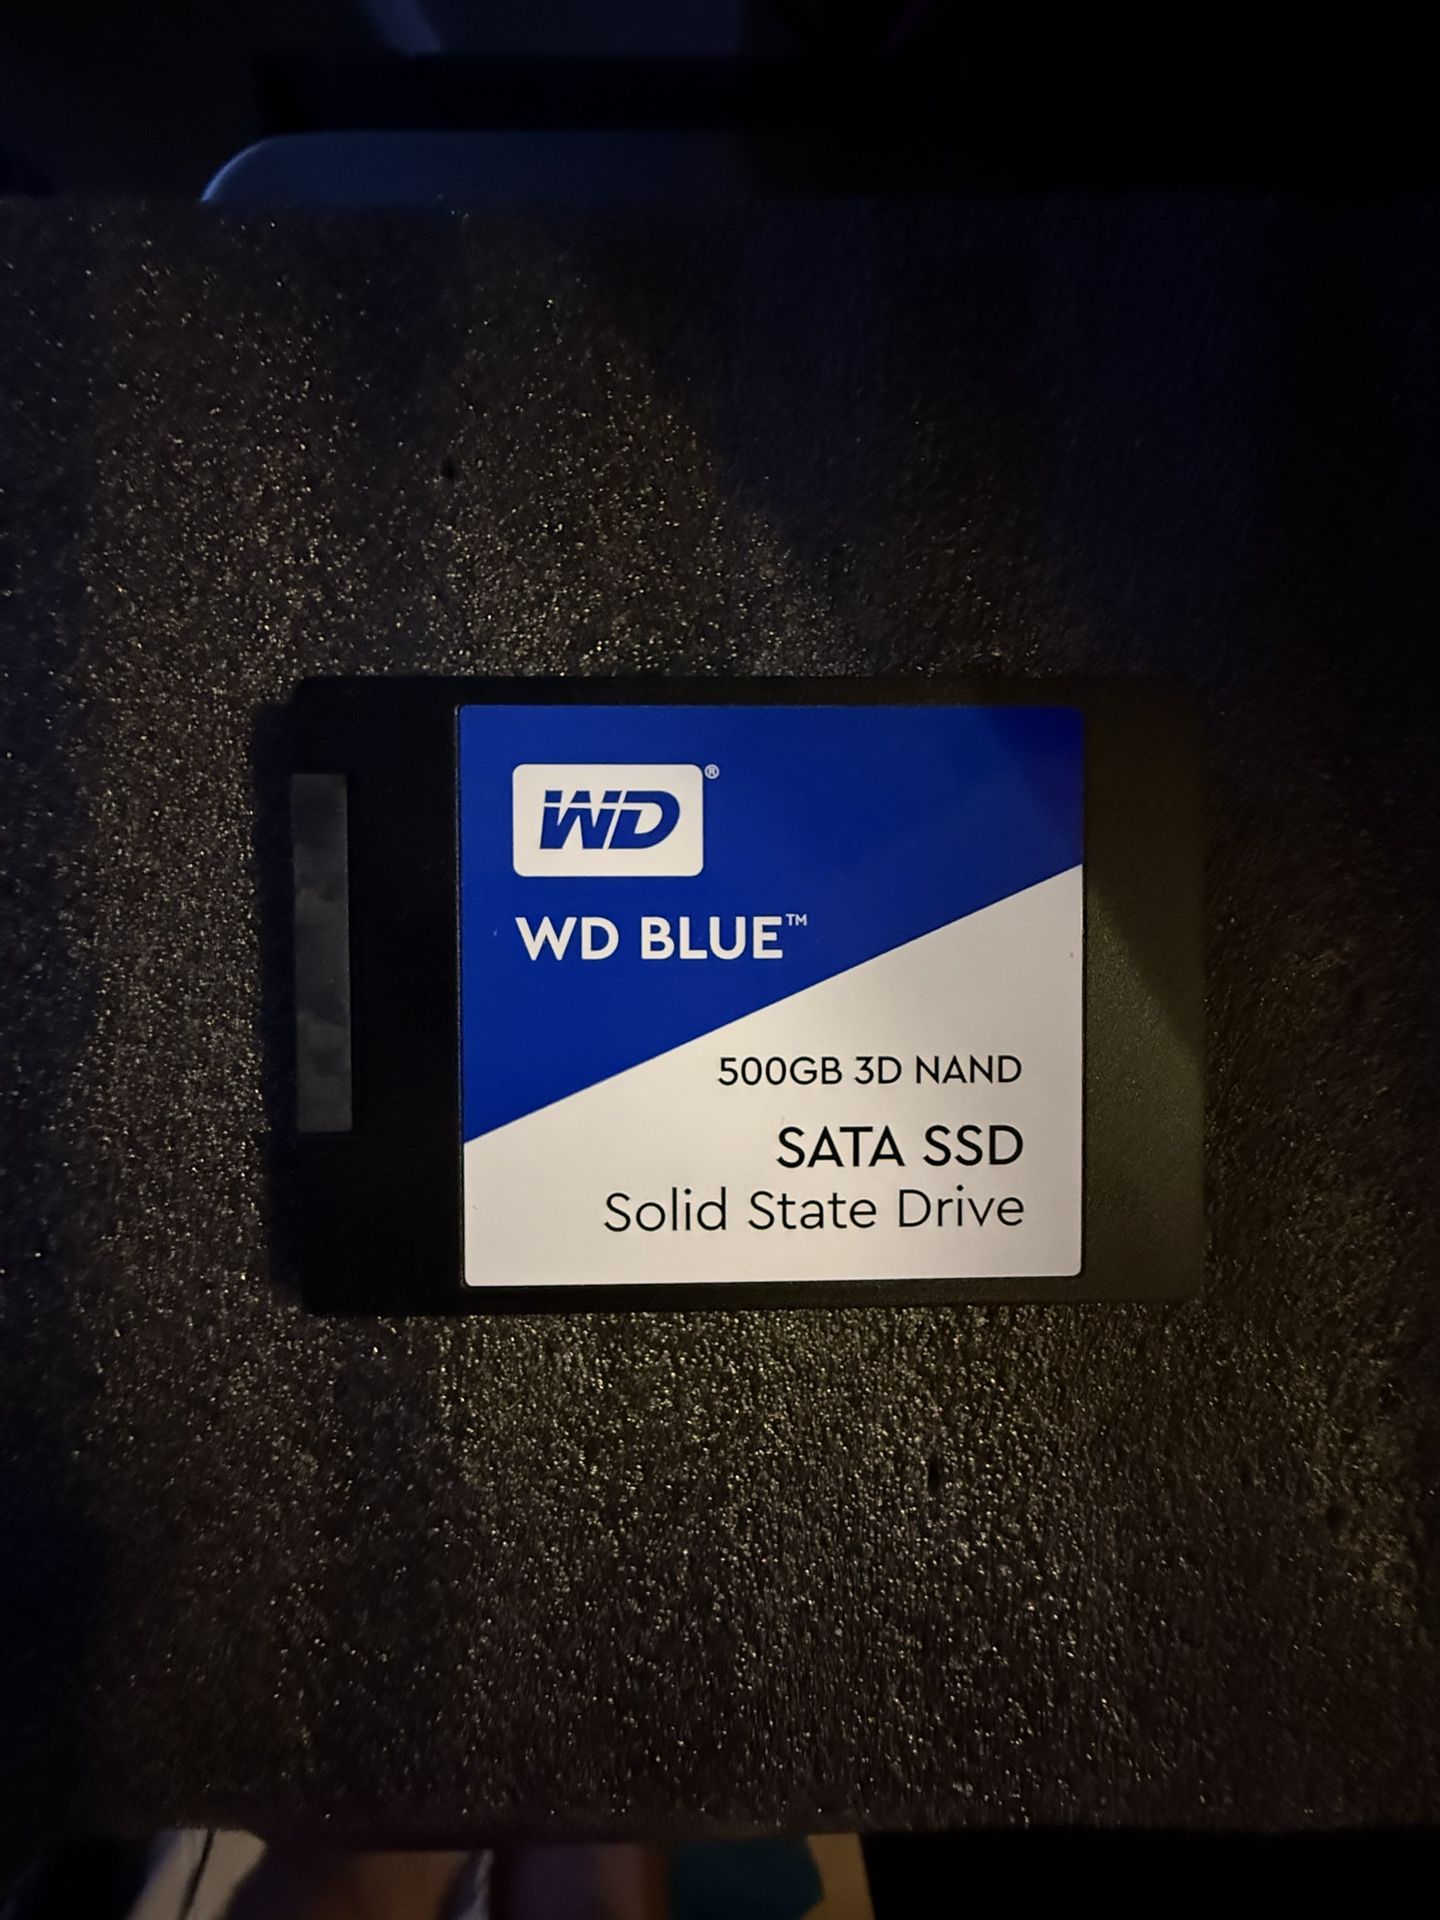 WD®
WD BLUE™
500GB 3D NAND
SATA SSD
Solid State Drive